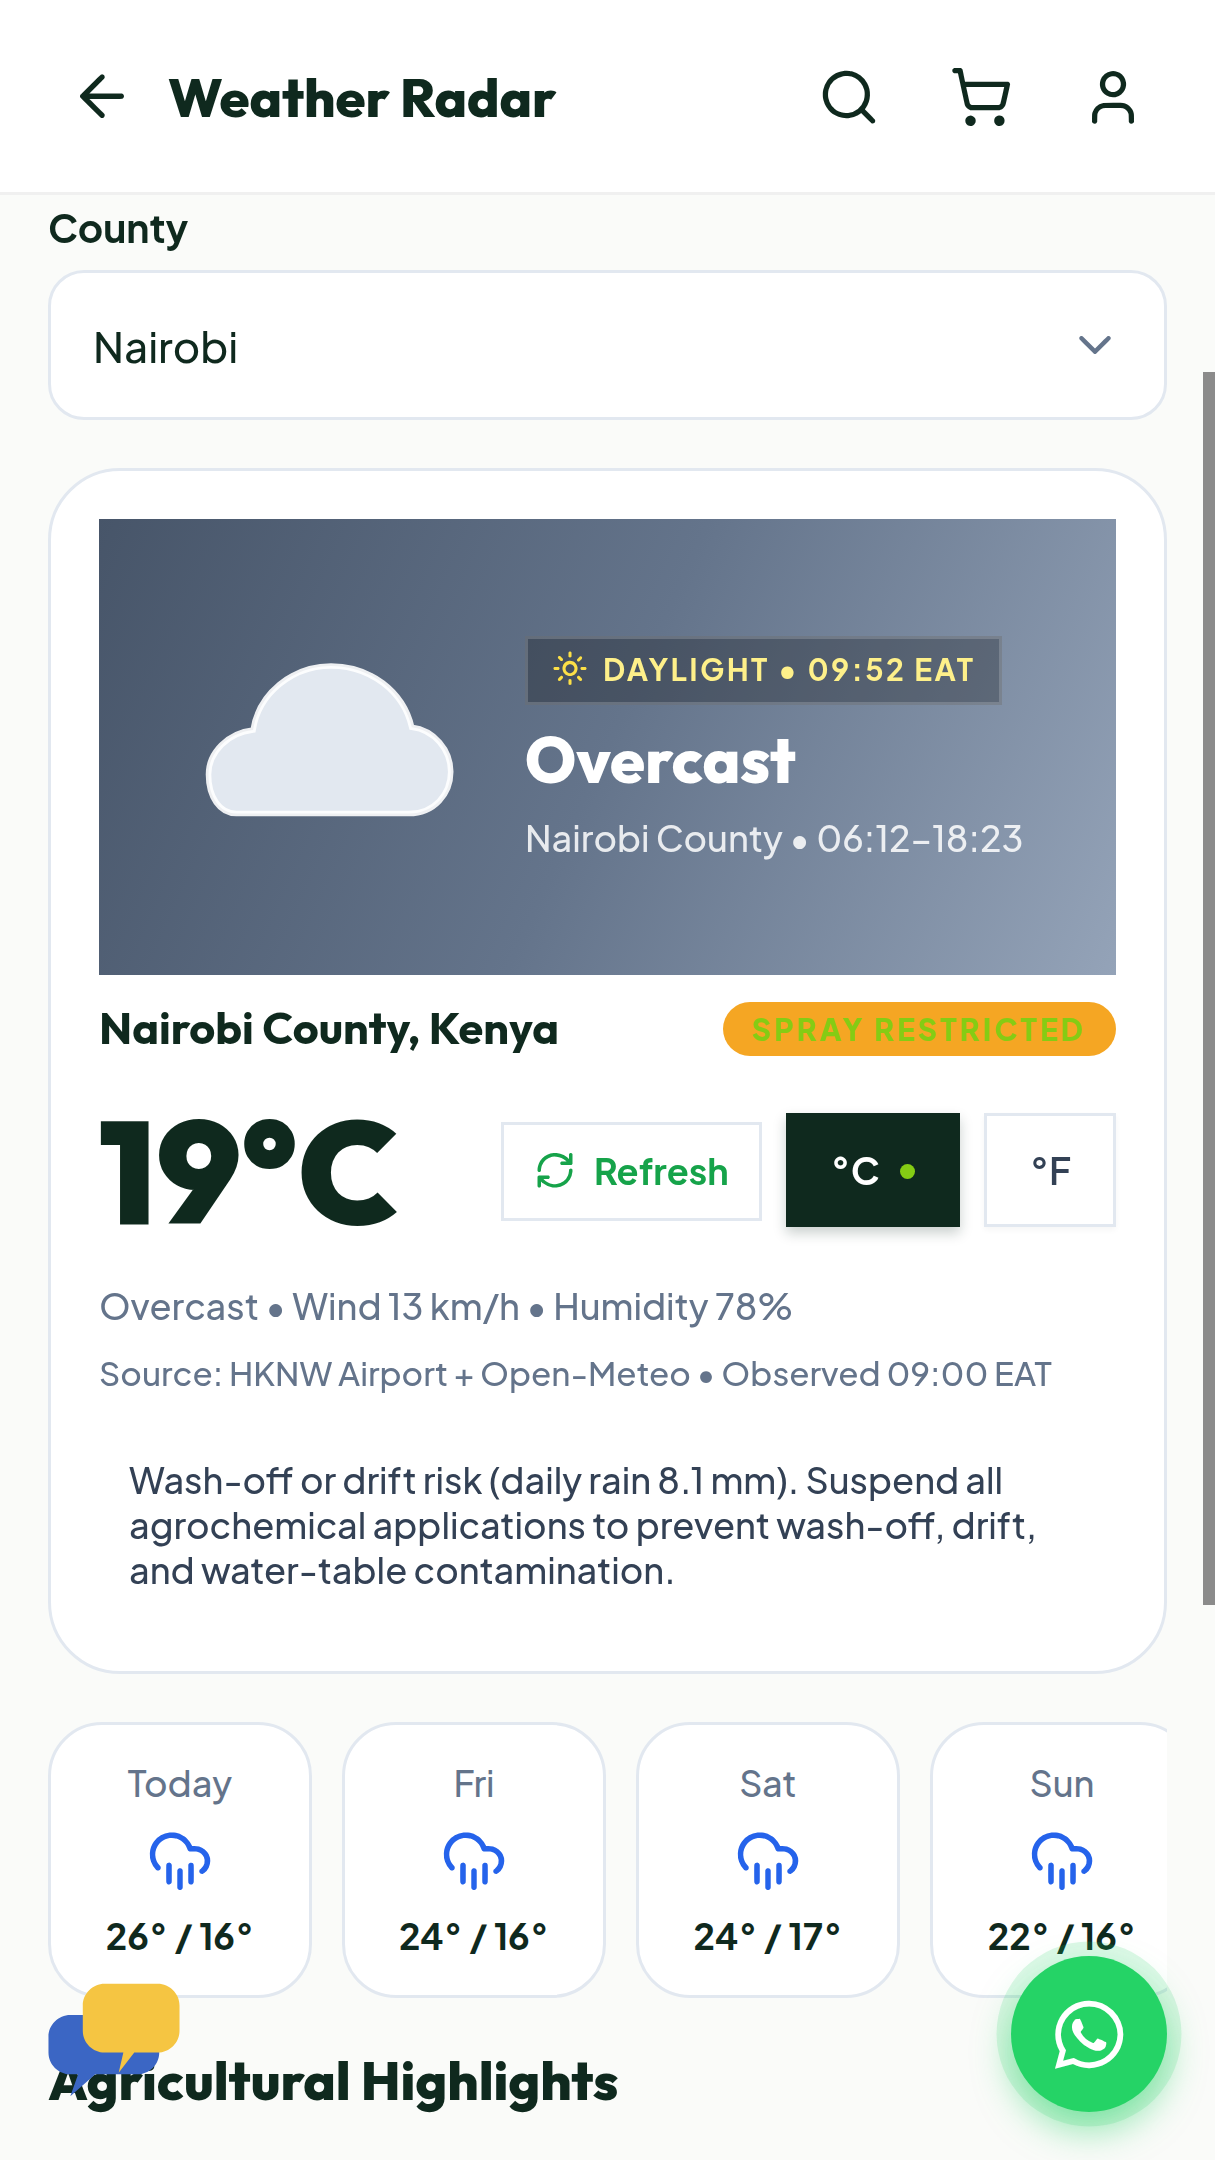 Weather Radar
County
Nairobi
DAYLIGHT • 09:52 EAT
Overcast
Nairobi County • 06:12–18:23
Nairobi County, Kenya
SPRAY RESTRICTED
19°C
Refresh
°C •
°F
Overcast • Wind 13 km/h • Humidity 78%
Source: HKNW Airport + Open-Meteo • Observed 09:00 EAT
Wash-off or drift risk (daily rain 8.1 mm). Suspend all
agrochemical applications to prevent wash-off, drift,
and water-table contamination.
Today
26° / 16°
Fri
24° / 16°
Sat
24° / 17°
Sun
22° / 16°
Agricultural Highlights